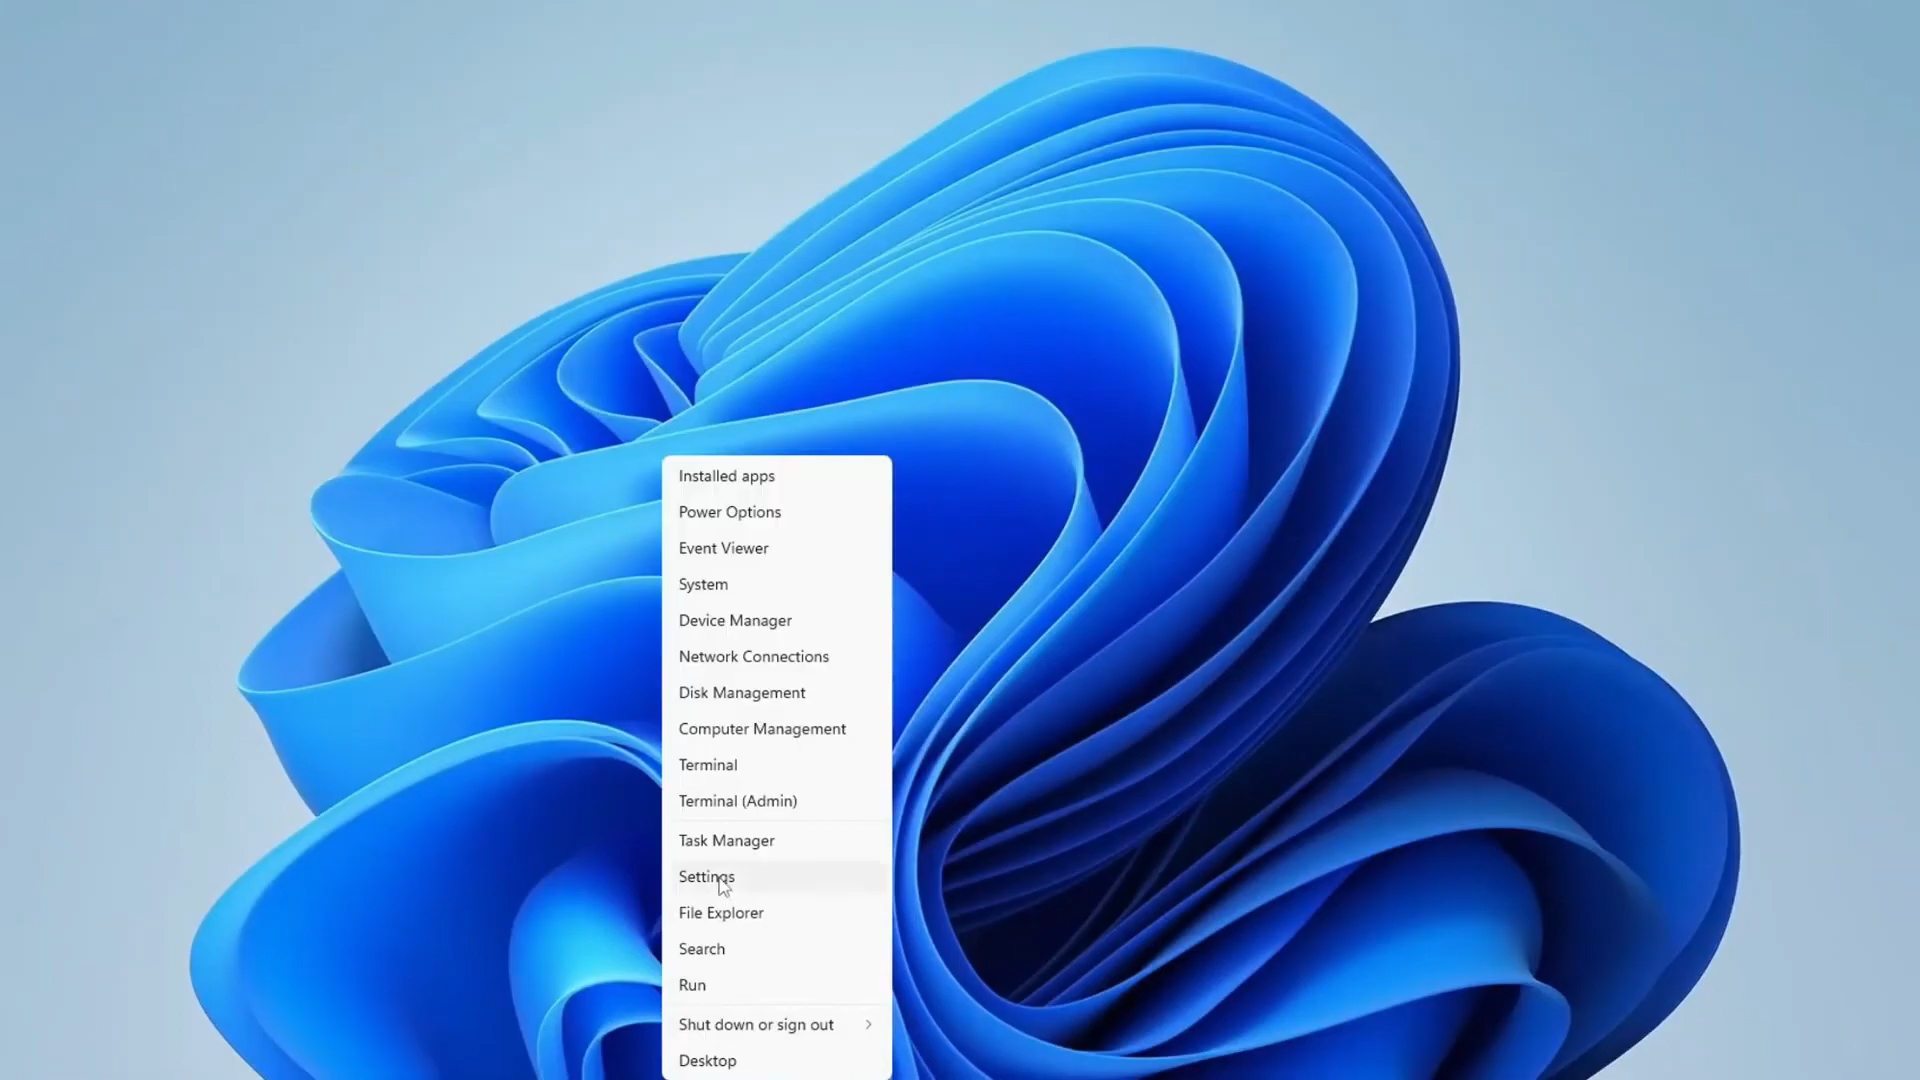 Installed apps
Power Options
Event Viewer
System
Device Manager
Network Connections
Disk Management
Computer Management
Terminal
Terminal (Admin)
Task Manager
Settings
File Explorer
Search
Run
Shut down or sign out
Desktop